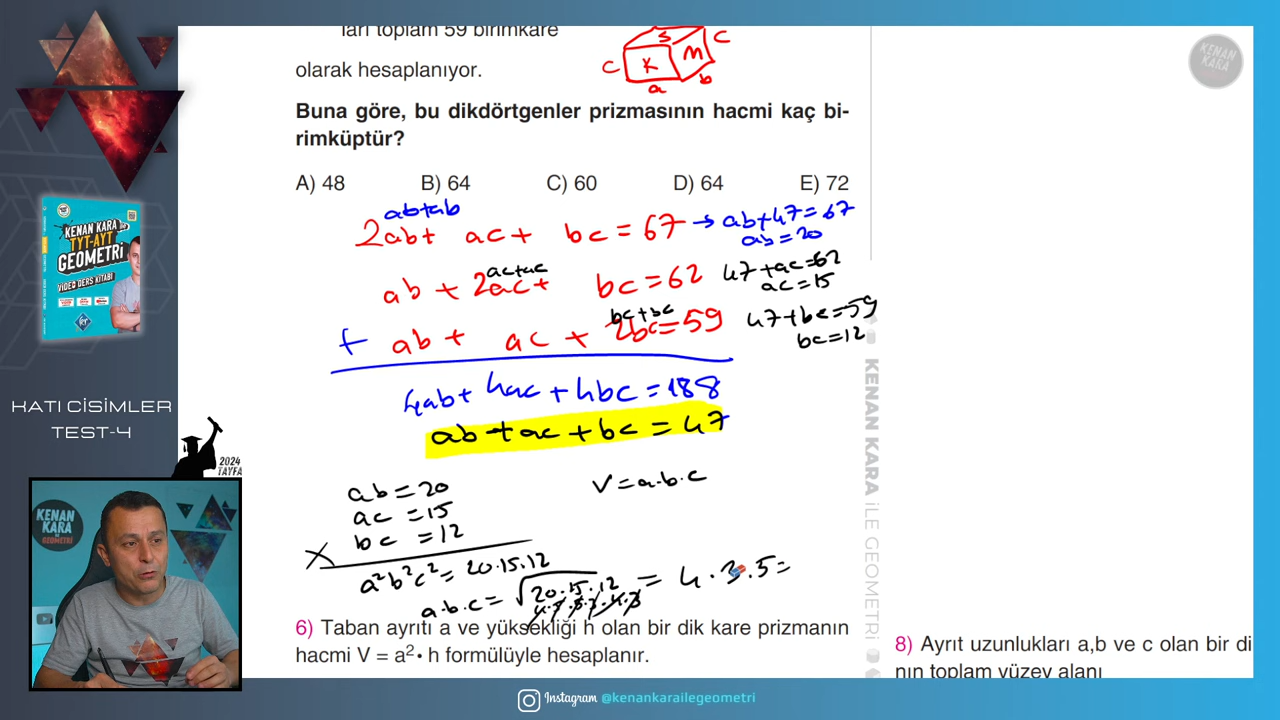 ları toplam 59 birimkare
olarak hesaplanıyor.
S
C
K
M
C
a
b
Buna göre, bu dikdörtgenler prizmasının hacmi kaç bi-
rimküptür?
A) 48 B) 64 C) 60 D) 64 E) 72
ab+ab
2ab+ ac+ bc=67 → ab+47=67
ab=20
ac+ac
ab+2ac+ bc=62
47+ac=62
ac=15
bc+bc
+ ab+ ac+2bc=59
47+bc=59
bc=12
4ab+4ac+4bc=188
ab+ac+bc=47
ab=20
ac=15
bc=12
X
V=a.b.c
a²b²c²=20.15.12
a.b.c=√20.15.12 = 4.3.5=
6) Taban ayrıtı a ve yüksekliği h olan bir dik kare prizmanın
hacmi V = a²• h formülüyle hesaplanır.
8) Ayrıt uzunlukları a,b ve c olan bir di
nın toplam yüzey alanı
KENAN KARA İLE GEOMETRİ
KENAN
KARA
KENAN KARA
TYT-AYT
GEOMETRİ
VİDEO DERS KİTABI
KATI CİSİMLER
TEST-4
2024
TAYFA
KENAN
KARA
GEOMETRİ
Instagram @kenankarailegeometri